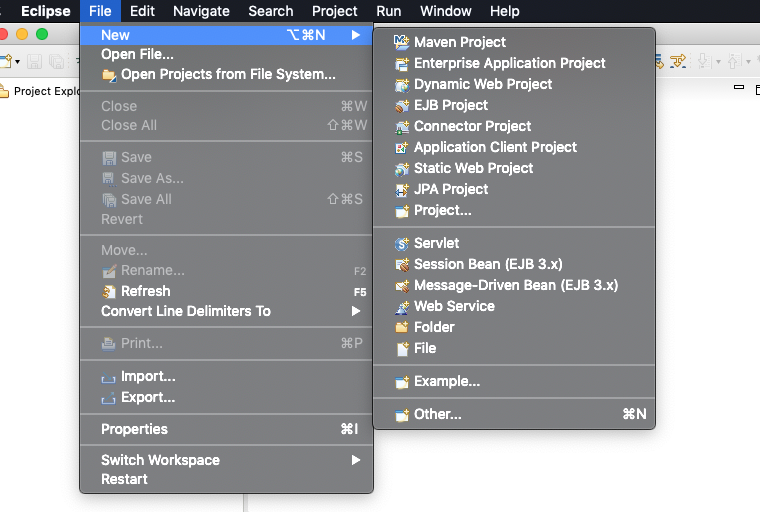 Eclipse File Edit Navigate Search Project Run Window Help
New ⌥⌘N
Open File...
Open Projects from File System...
Close ⌘W
Close All ⇧⌘W
Save ⌘S
Save As...
Save All ⇧⌘S
Revert
Move...
Rename... F2
Refresh F5
Convert Line Delimiters To
Print... ⌘P
Import...
Export...
Properties ⌘I
Switch Workspace
Restart
Maven Project
Enterprise Application Project
Dynamic Web Project
EJB Project
Connector Project
Application Client Project
Static Web Project
JPA Project
Project...
Servlet
Session Bean (EJB 3.x)
Message-Driven Bean (EJB 3.x)
Web Service
Folder
File
Example...
Other... ⌘N
Project Explo